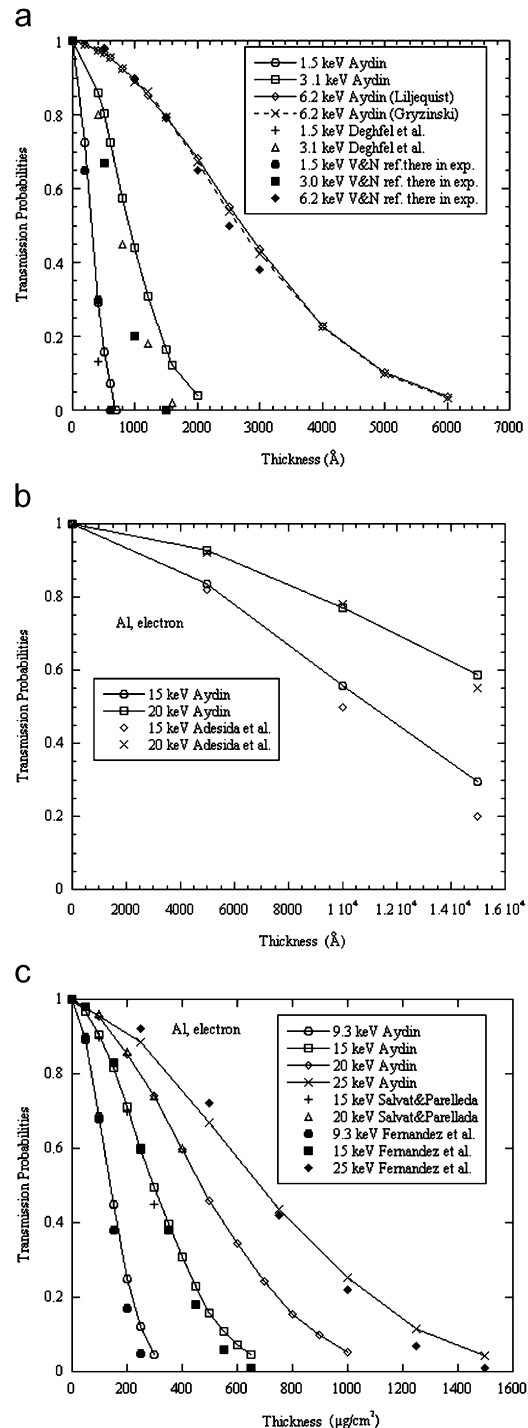 a
1
0.8
0.6
0.4
0.2
0
Transmission Probabilities
1.5 keV Aydin
3 .1 keV Aydin
6.2 keV Aydin (Liljequist)
6.2 keV Aydin (Gryzinski)
1.5 keV Deghfel et al.
3.1 keV Deghfel et al.
1.5 keV V&N ref.there in exp.
3.0 keV V&N ref. there in exp.
6.2 keV V&N ref. there in exp.
0 1000 2000 3000 4000 5000 6000 7000
Thickness (Å)
b
1
0.8
0.6
0.4
0.2
0
Transmission Probabilities
Al, electron
15 keV Aydin
20 keV Aydin
15 keV Adesida et al.
20 keV Adesida et al.
0 2000 4000 6000 8000 1 10⁴ 1.2 10⁴ 1.4 10⁴ 1.6 10⁴
Thickness (Å)
c
1
0.8
0.6
0.4
0.2
0
Transmission Probabilities
Al, electron
9.3 keV Aydin
15 keV Aydin
20 keV Aydin
25 keV Aydin
15 keV Salvat&Parelleda
20 keV Salvat&Parellada
9.3 keV Fernandez et al.
15 keV Fernandez et al.
25 keV Fernandez et al.
0 200 400 600 800 1000 1200 1400 1600
Thickness (µg/cm²)